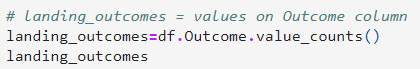 # landing_outcomes = values on Outcome column
landing_outcomes=df.Outcome.value_counts()
landing_outcomes